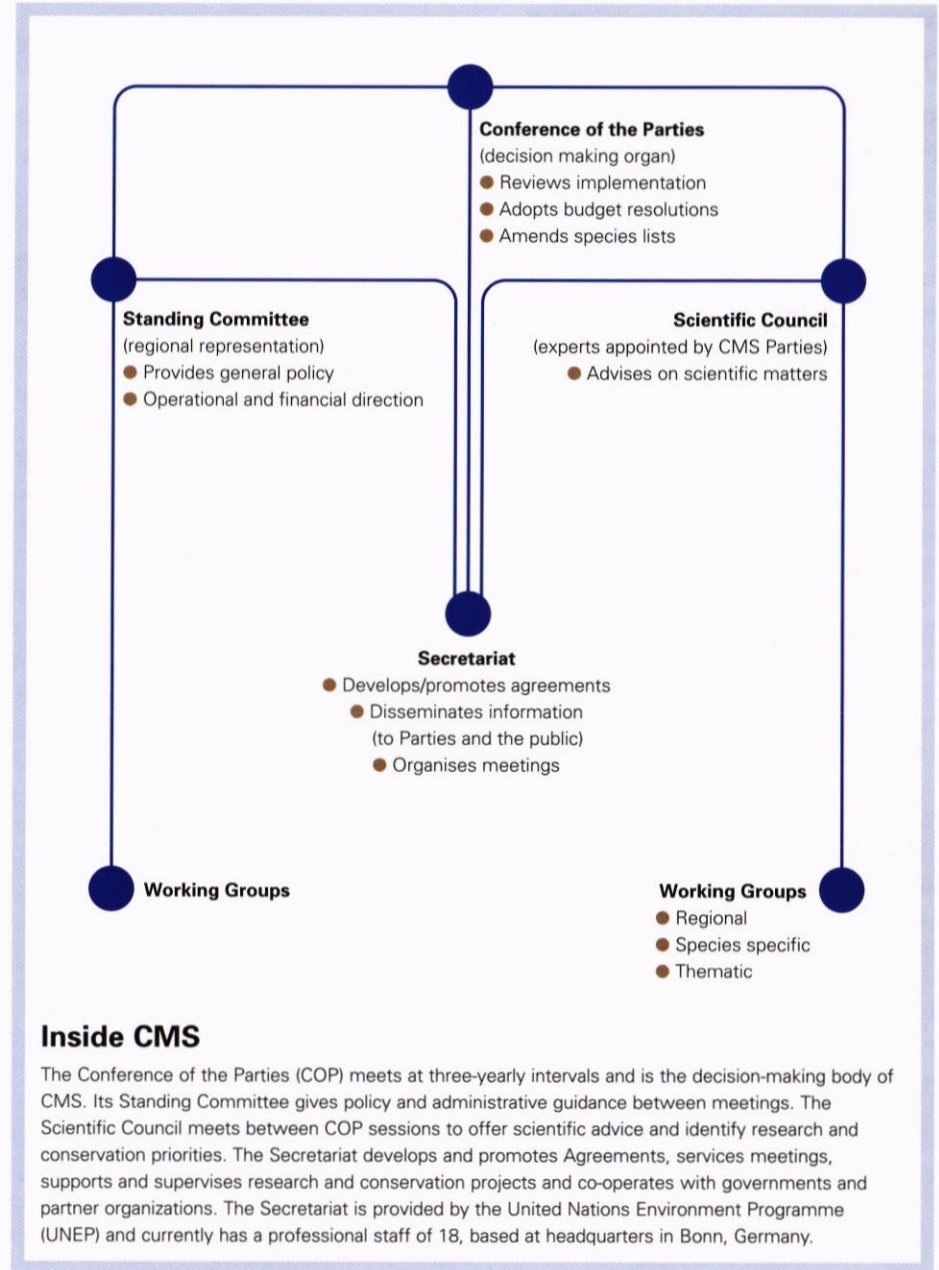 Conference of the Parties
(decision making organ)
● Reviews implementation
● Adopts budget resolutions
● Amends species lists
Standing Committee
(regional representation)
● Provides general policy
● Operational and financial direction
Scientific Council
(experts appointed by CMS Parties)
● Advises on scientific matters
Secretariat
● Develops/promotes agreements
● Disseminates information
(to Parties and the public)
● Organises meetings
Working Groups
Working Groups
● Regional
● Species specific
● Thematic
Inside CMS
The Conference of the Parties (COP) meets at three-yearly intervals and is the decision-making body of
CMS. Its Standing Committee gives policy and administrative guidance between meetings. The
Scientific Council meets between COP sessions to offer scientific advice and identify research and
conservation priorities. The Secretariat develops and promotes Agreements, services meetings,
supports and supervises research and conservation projects and co-operates with governments and
partner organizations. The Secretariat is provided by the United Nations Environment Programme
(UNEP) and currently has a professional staff of 18, based at headquarters in Bonn, Germany.